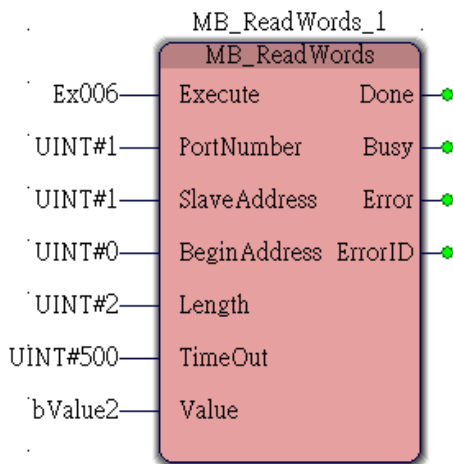 MB_ReadWords_1
MB_ReadWords
Ex006 Execute Done
UINT#1 PortNumber Busy
UINT#1 SlaveAddress Error
UINT#0 BeginAddress ErrorID
UINT#2 Length
UINT#500 TimeOut
bValue2 Value